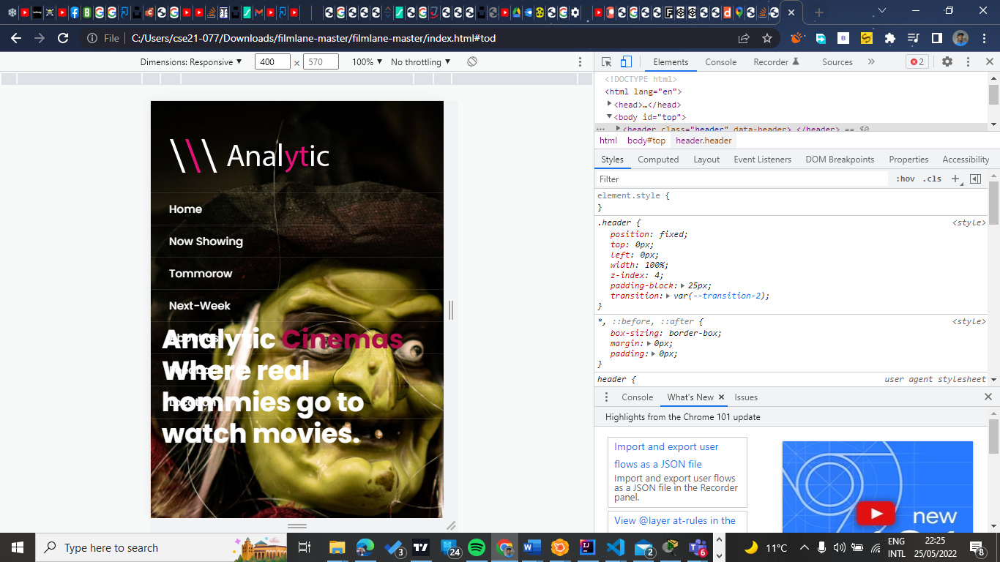 File
C:/Users/cse21-077/Downloads/filmlane-master/filmlane-master/index.html#tod
Dimensions: Responsive ▼ 400 × 570 100% ▼ No throttling ▼
Elements Console Recorder Sources » 2
<!DOCTYPE html>
<html lang="en">
<head>…</head>
<body id="top">
<header class="header" data-header> </header> == $0
html body#top header.header
Styles Computed Layout Event Listeners DOM Breakpoints Properties Accessibility
Filter :hov .cls +
element.style {
}
.header { <style>
position: fixed;
top: 0px;
left: 0px;
width: 100%;
z-index: 4;
padding-block: 25px;
transition: var(--transition-2);
}
*, ::before, ::after { <style>
box-sizing: border-box;
margin: 0px;
padding: 0px;
}
header { user agent stylesheet
Console What's New Issues
Highlights from the Chrome 101 update
Import and export user
flows as a JSON file
Import and export user flows
as a JSON file in the Recorder
panel.
View @layer at-rules in the
new
\\\ Analytic
Home
Now Showing
Tommorow
Next-Week
Analytic Cinemas
Where real
hommies go to
watch movies.
Type here to search
3
24
2
6
11°C
ENG
INTL
22:25
25/05/2022
8